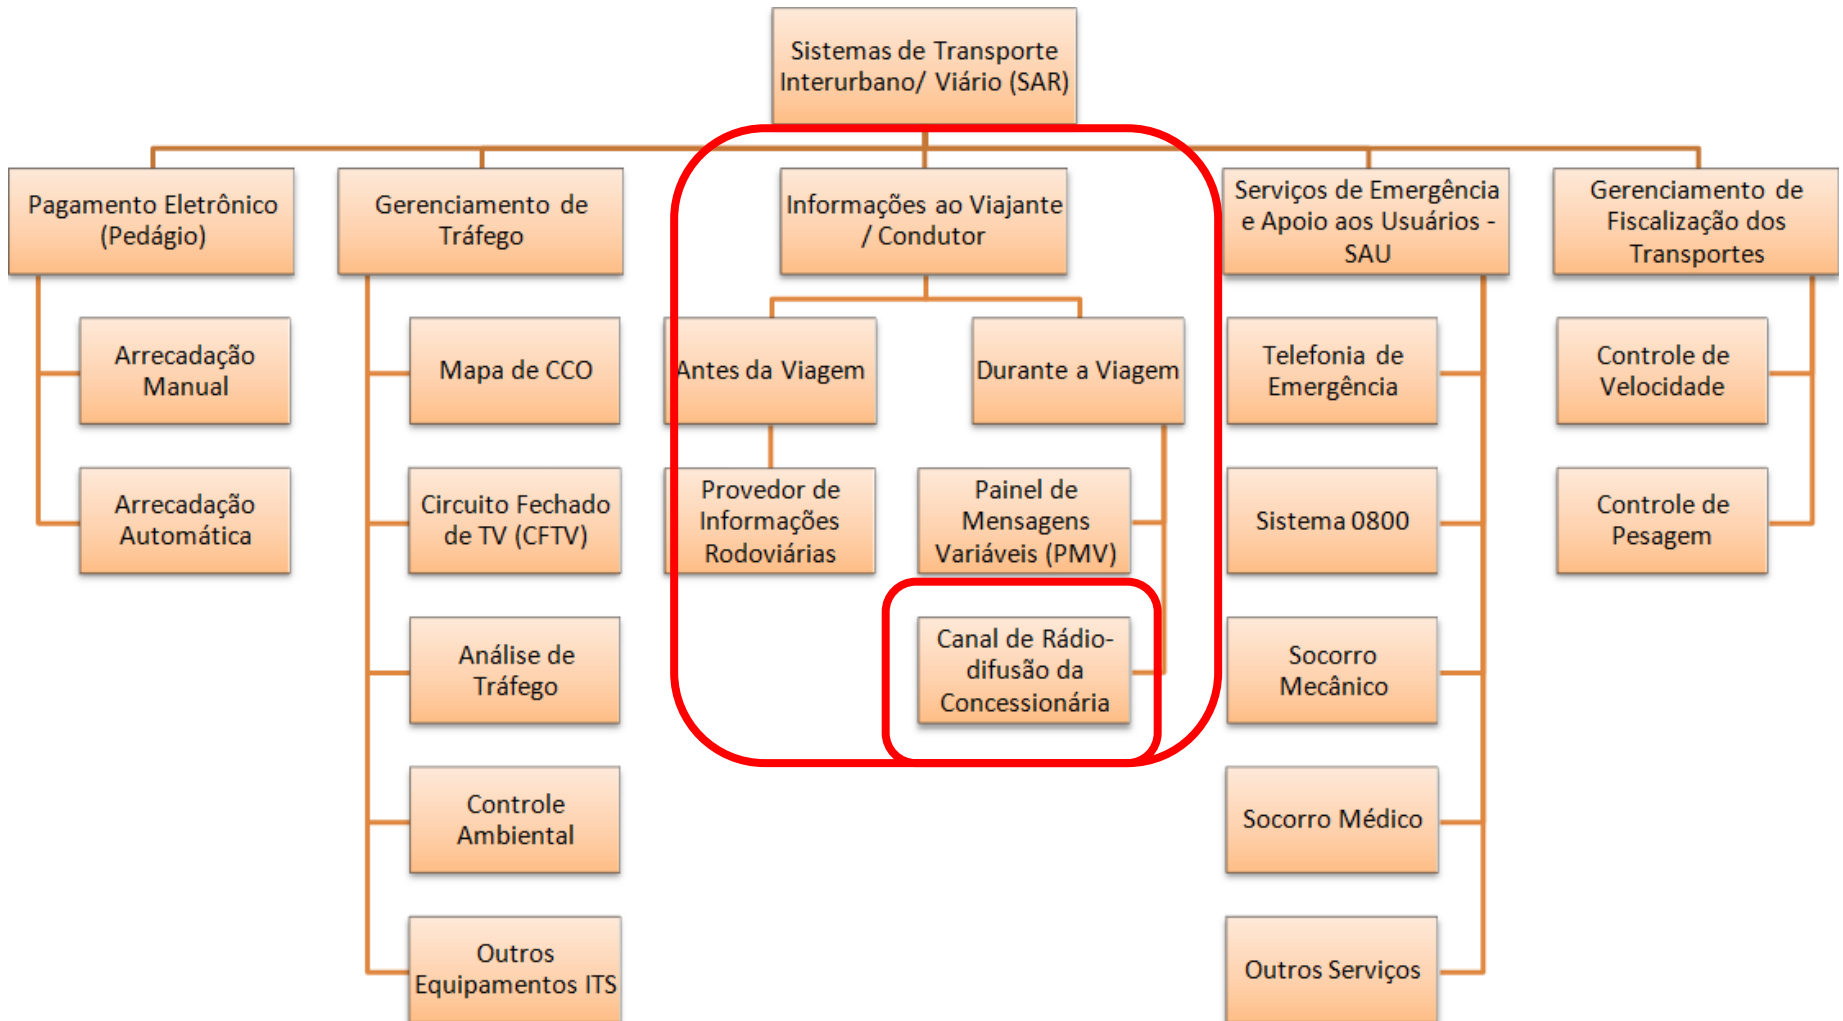 Sistemas de Transporte
Interurbano/ Viário (SAR)
Pagamento Eletrônico
(Pedágio)
Arrecadação
Manual
Arrecadação
Automática
Gerenciamento de
Tráfego
Mapa de CCO
Circuito Fechado
de TV (CFTV)
Análise de
Tráfego
Controle
Ambiental
Outros
Equipamentos ITS
Informações ao Viajante
/ Condutor
Antes da Viagem
Provedor de
Informações
Rodoviárias
Durante a Viagem
Painel de
Mensagens
Variáveis (PMV)
Canal de Rádio-
difusão da
Concessionária
Serviços de Emergência
e Apoio aos Usuários -
SAU
Telefonia de
Emergência
Sistema 0800
Socorro
Mecânico
Socorro Médico
Outros Serviços
Gerenciamento de
Fiscalização dos
Transportes
Controle de
Velocidade
Controle de
Pesagem